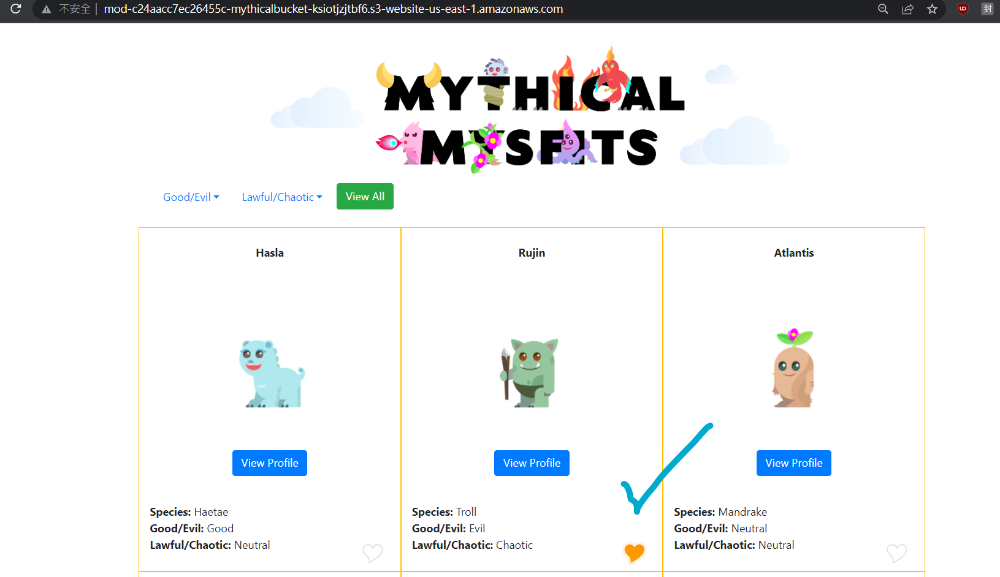 不安全 mod-c24aacc7ec26455c-mythicalbucket-ksiotjzjtbf6.s3-website-us-east-1.amazonaws.com
封
MYTHICAL
MYSFITS
Good/Evil Lawful/Chaotic View All
Hasla Rujin Atlantis
View Profile View Profile View Profile
Species: Haetae Species: Troll Species: Mandrake
Good/Evil: Good Good/Evil: Evil Good/Evil: Neutral
Lawful/Chaotic: Neutral Lawful/Chaotic: Chaotic Lawful/Chaotic: Neutral